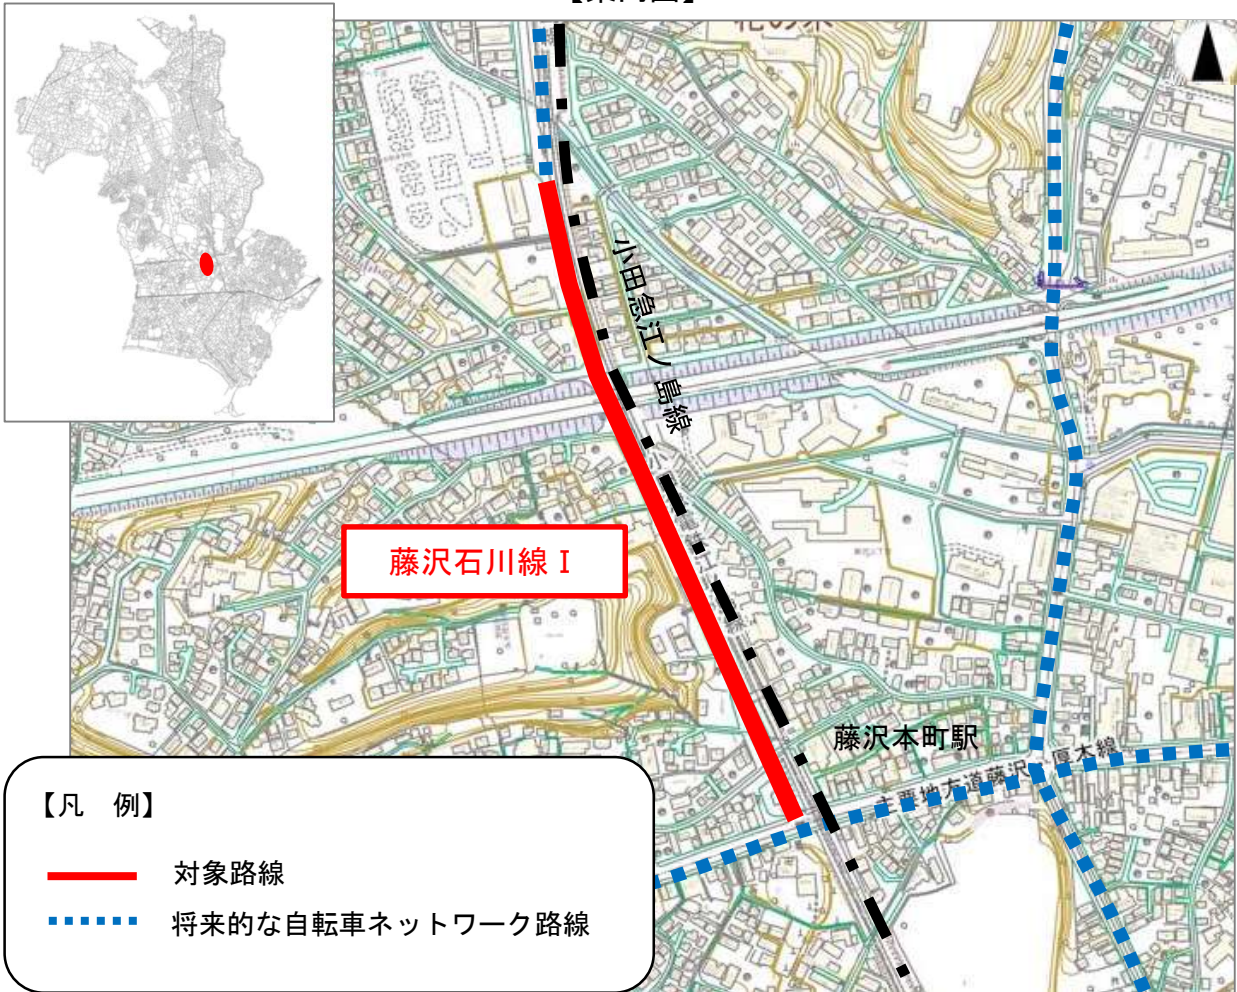 【案内図】
小田急江ノ島線
藤沢石川線Ⅰ
藤沢本町駅
主要地方道藤沢厚木線
【凡　例】
対象路線
将来的な自転車ネットワーク路線